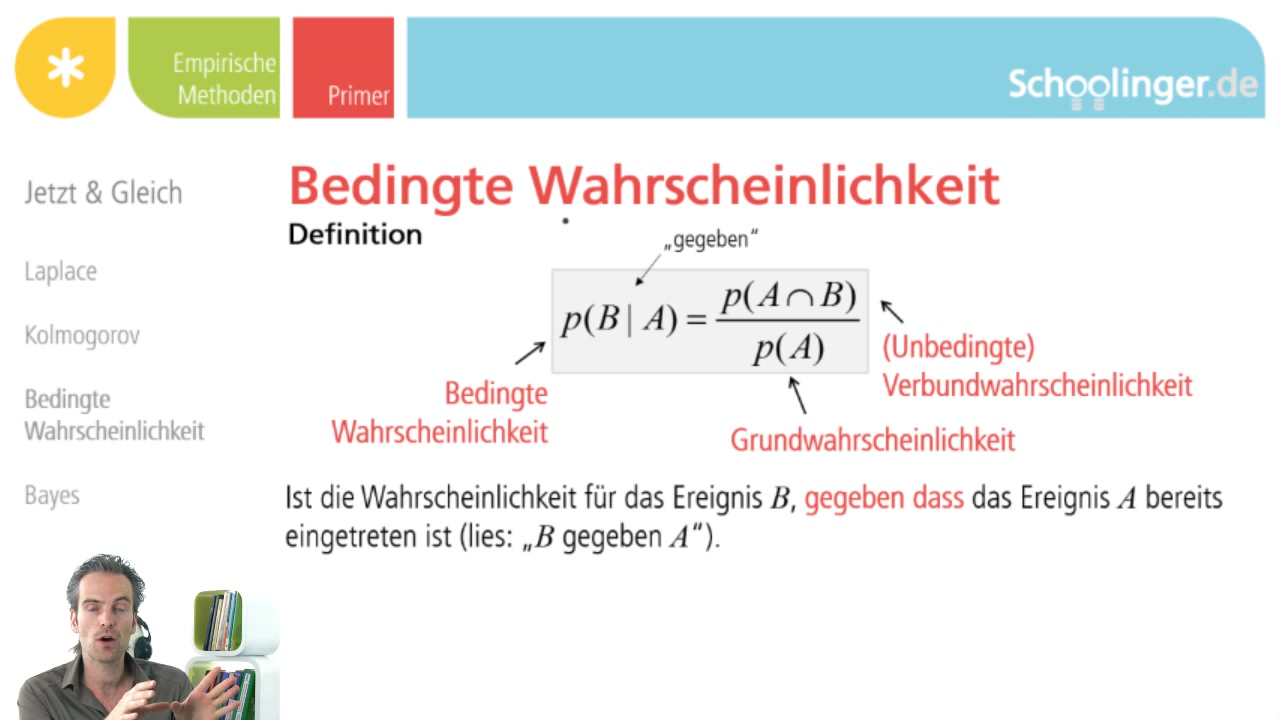 *
Empirische
Methoden
Primer
Schoolinger.de
Jetzt & Gleich
Laplace
Kolmogorov
Bedingte
Wahrscheinlichkeit
Bayes
Bedingte Wahrscheinlichkeit
Definition
„gegeben“
p(B | A) = p(A ∩ B) / p(A)
(Unbedingte)
Verbundwahrscheinlichkeit
Bedingte
Wahrscheinlichkeit
Grundwahrscheinlichkeit
Ist die Wahrscheinlichkeit für das Ereignis B, gegeben dass das Ereignis A bereits
eingetreten ist (lies: „B gegeben A“).